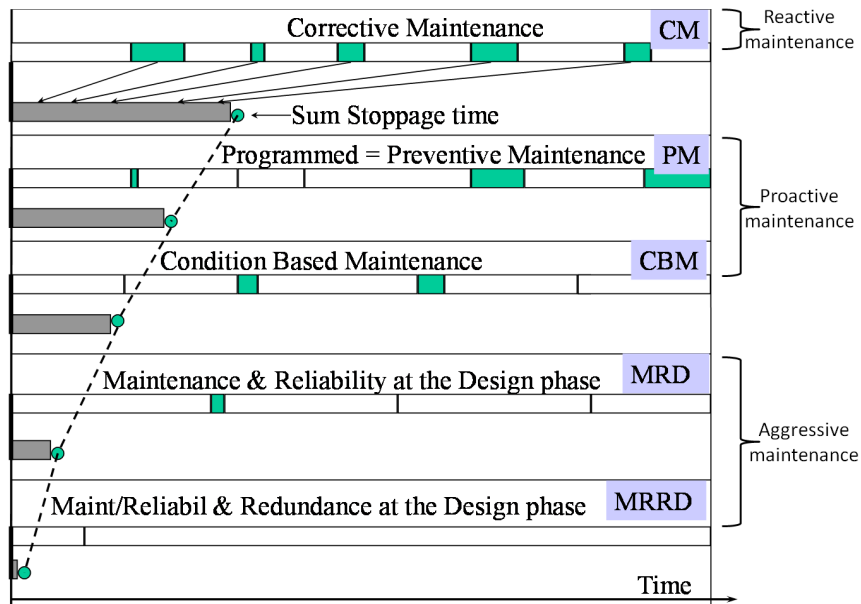 Corrective Maintenance
CM
Reactive
maintenance
Sum Stoppage time
Programmed = Preventive Maintenance
PM
Proactive
maintenance
Condition Based Maintenance
CBM
Maintenance & Reliability at the Design phase
MRD
Aggressive
maintenance
Maint/Reliabil & Redundance at the Design phase
MRRD
Time